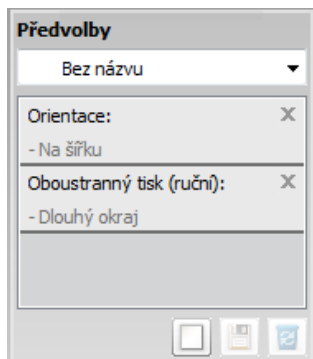 Předvolby
Bez názvu
Orientace:
- Na šířku
Oboustranný tisk (ruční):
- Dlouhý okraj